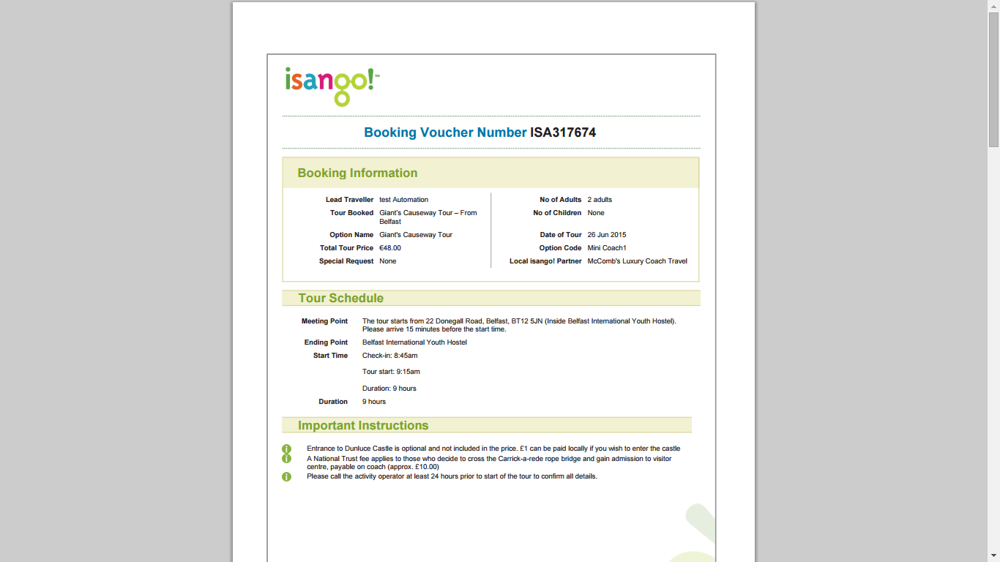 isango!™
Booking Voucher Number ISA317674
Booking Information
Lead Traveller test Automation
Tour Booked Giant's Causeway Tour – From
Belfast
Option Name Giant's Causeway Tour
Total Tour Price €48.00
Special Request None
No of Adults 2 adults
No of Children None
Date of Tour 26 Jun 2015
Option Code Mini Coach1
Local isango! Partner McComb's Luxury Coach Travel
Tour Schedule
Meeting Point The tour starts from 22 Donegall Road, Belfast, BT12 5JN (Inside Belfast International Youth Hostel).
Please arrive 15 minutes before the start time.
Ending Point Belfast International Youth Hostel
Start Time Check-in: 8:45am
Tour start: 9:15am
Duration: 9 hours
Duration 9 hours
Important Instructions
Entrance to Dunluce Castle is optional and not included in the price. £1 can be paid locally if you wish to enter the castle
A National Trust fee applies to those who decide to cross the Carrick-a-rede rope bridge and gain admission to visitor
centre, payable on coach (approx. £10.00)
Please call the activity operator at least 24 hours prior to start of the tour to confirm all details.